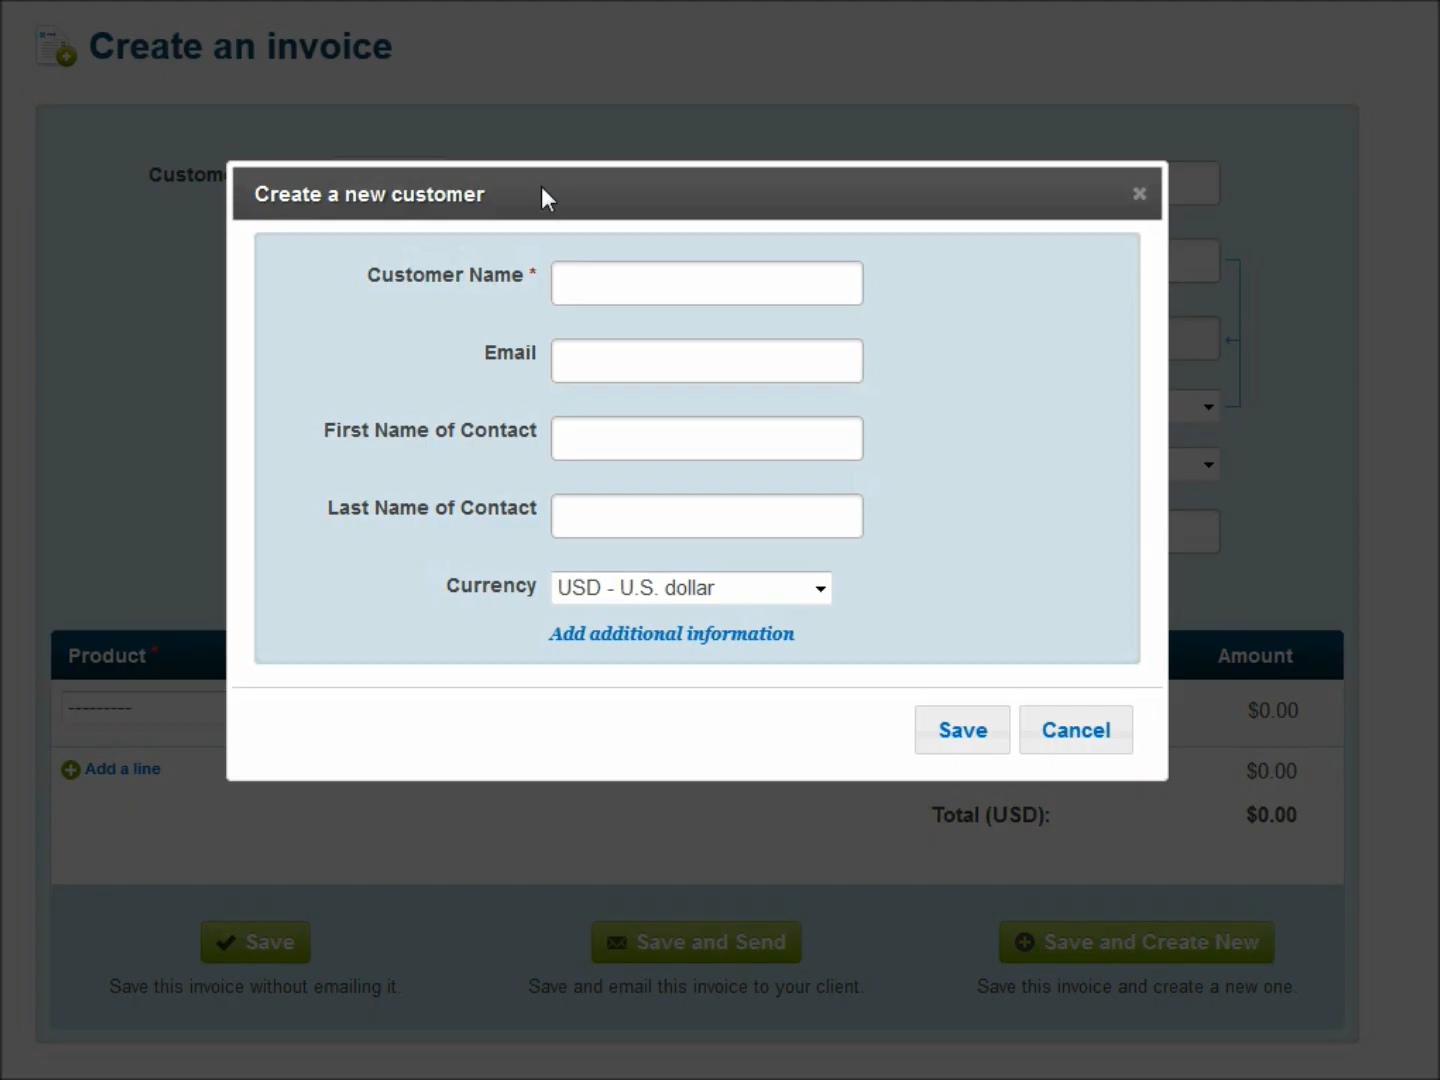 Create an invoice
Custom
Create a new customer
Customer Name *
Email
First Name of Contact
Last Name of Contact
Currency USD - U.S. dollar
Add additional information
Save Cancel
Product * Amount
--------- $0.00
Add a line $0.00
Total (USD): $0.00
Save Save and Send Save and Create New
Save this invoice without emailing it. Save and email this invoice to your client. Save this invoice and create a new one.